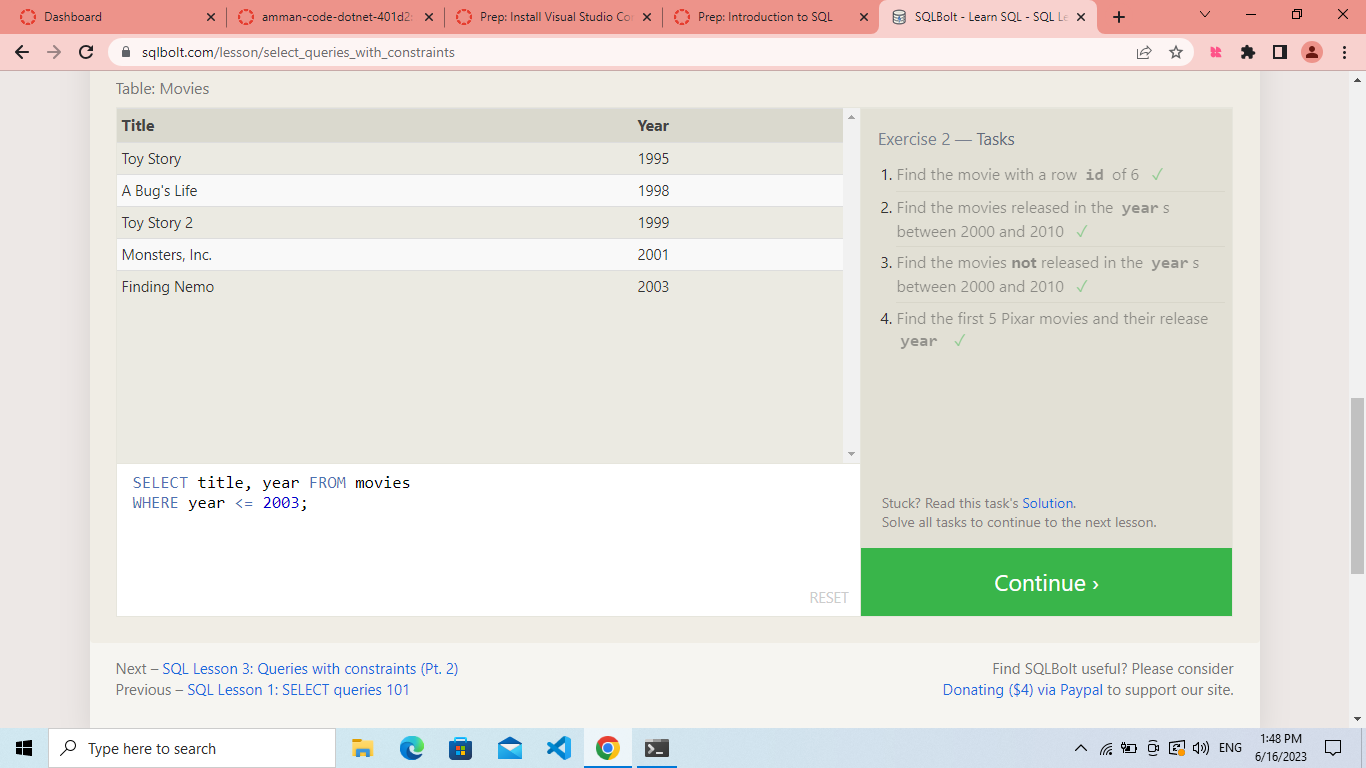 Dashboard
amman-code-dotnet-401d2
Prep: Install Visual Studio Co
Prep: Introduction to SQL
SQLBolt - Learn SQL - SQL Le
sqlbolt.com/lesson/select_queries_with_constraints
Table: Movies
Title Year
Toy Story 1995
A Bug's Life 1998
Toy Story 2 1999
Monsters, Inc. 2001
Finding Nemo 2003
SELECT title, year FROM movies
WHERE year <= 2003;
RESET
Exercise 2 — Tasks
1. Find the movie with a row id of 6 ✓
2. Find the movies released in the year s
between 2000 and 2010 ✓
3. Find the movies not released in the year s
between 2000 and 2010 ✓
4. Find the first 5 Pixar movies and their release
year ✓
Stuck? Read this task's Solution.
Solve all tasks to continue to the next lesson.
Continue ›
Next – SQL Lesson 3: Queries with constraints (Pt. 2)
Previous – SQL Lesson 1: SELECT queries 101
Find SQLBolt useful? Please consider
Donating ($4) via Paypal to support our site.
Type here to search
ENG
1:48 PM
6/16/2023